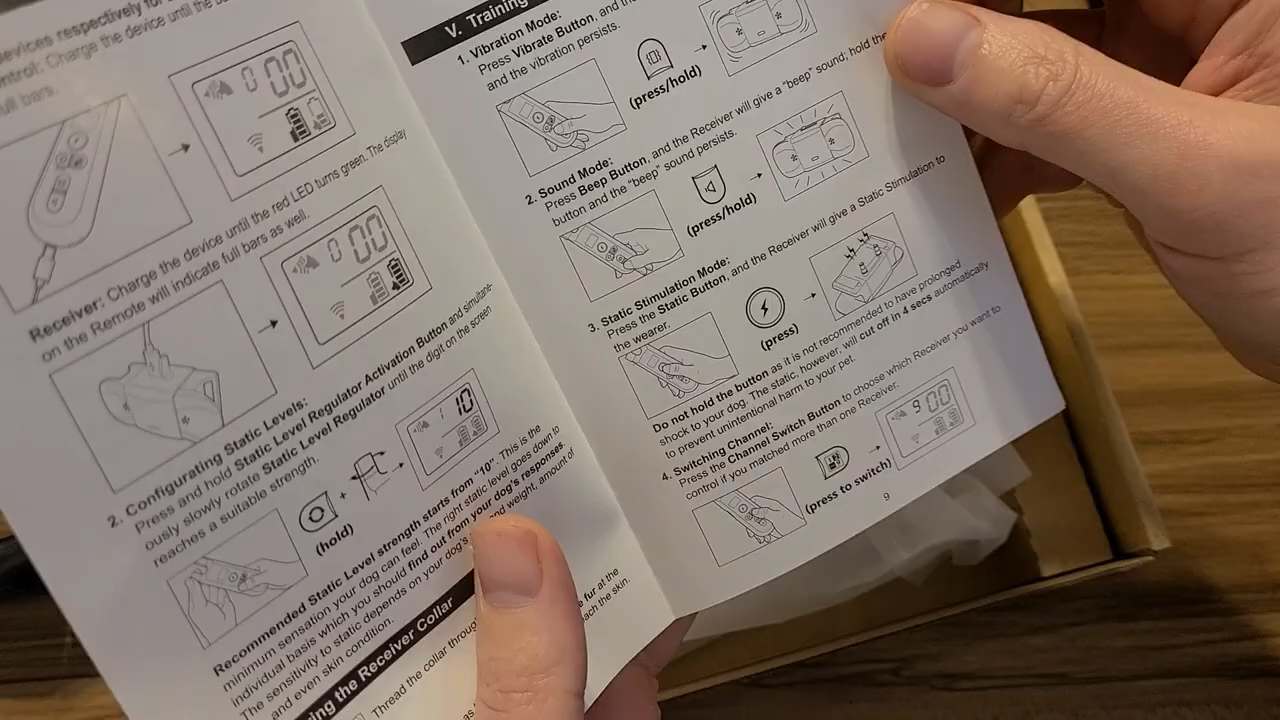 devices respectively for
Charge the device until the
full bars.
0 00
Receiver: Charge the device until the red LED turns green. The display
on the Remote will indicate full bars as well.
0 00
2. Configurating Static Levels:
Press and hold Static Level Regulator Activation Button and simultane-
ously slowly rotate Static Level Regulator until the digit on the screen
reaches a suitable strength.
(hold)
+
1 10
Recommended Static Level strength starts from "10". This is the
minimum sensation your dog can feel. The right static level goes down to
individual basis which you should find out from your dog's responses.
The sensitivity to static depends on your dog's and weight, amount of
and even skin condition.
the Receiver Collar
Thread the collar
fur at the
the skin.
V. Training
1. Vibration Mode:
Press Vibrate Button, and the
and the vibration persists.
(press/hold)
2. Sound Mode:
Press Beep Button, and the Receiver will give a "beep" sound; hold the
button and the "beep" sound persists.
(press/hold)
3. Static Stimulation Mode:
Press the Static Button, and the Receiver will give a Static Stimulation to
the wearer.
(press)
Do not hold the button as it is not recommended to have prolonged
shock to your dog. The static, however, will cut off in 4 secs automatically
to prevent unintentional harm to your pet.
4. Switching Channel:
Press the Channel Switch Button to choose which Receiver you want to
control if you matched more than one Receiver.
(press to switch)
9 00
9